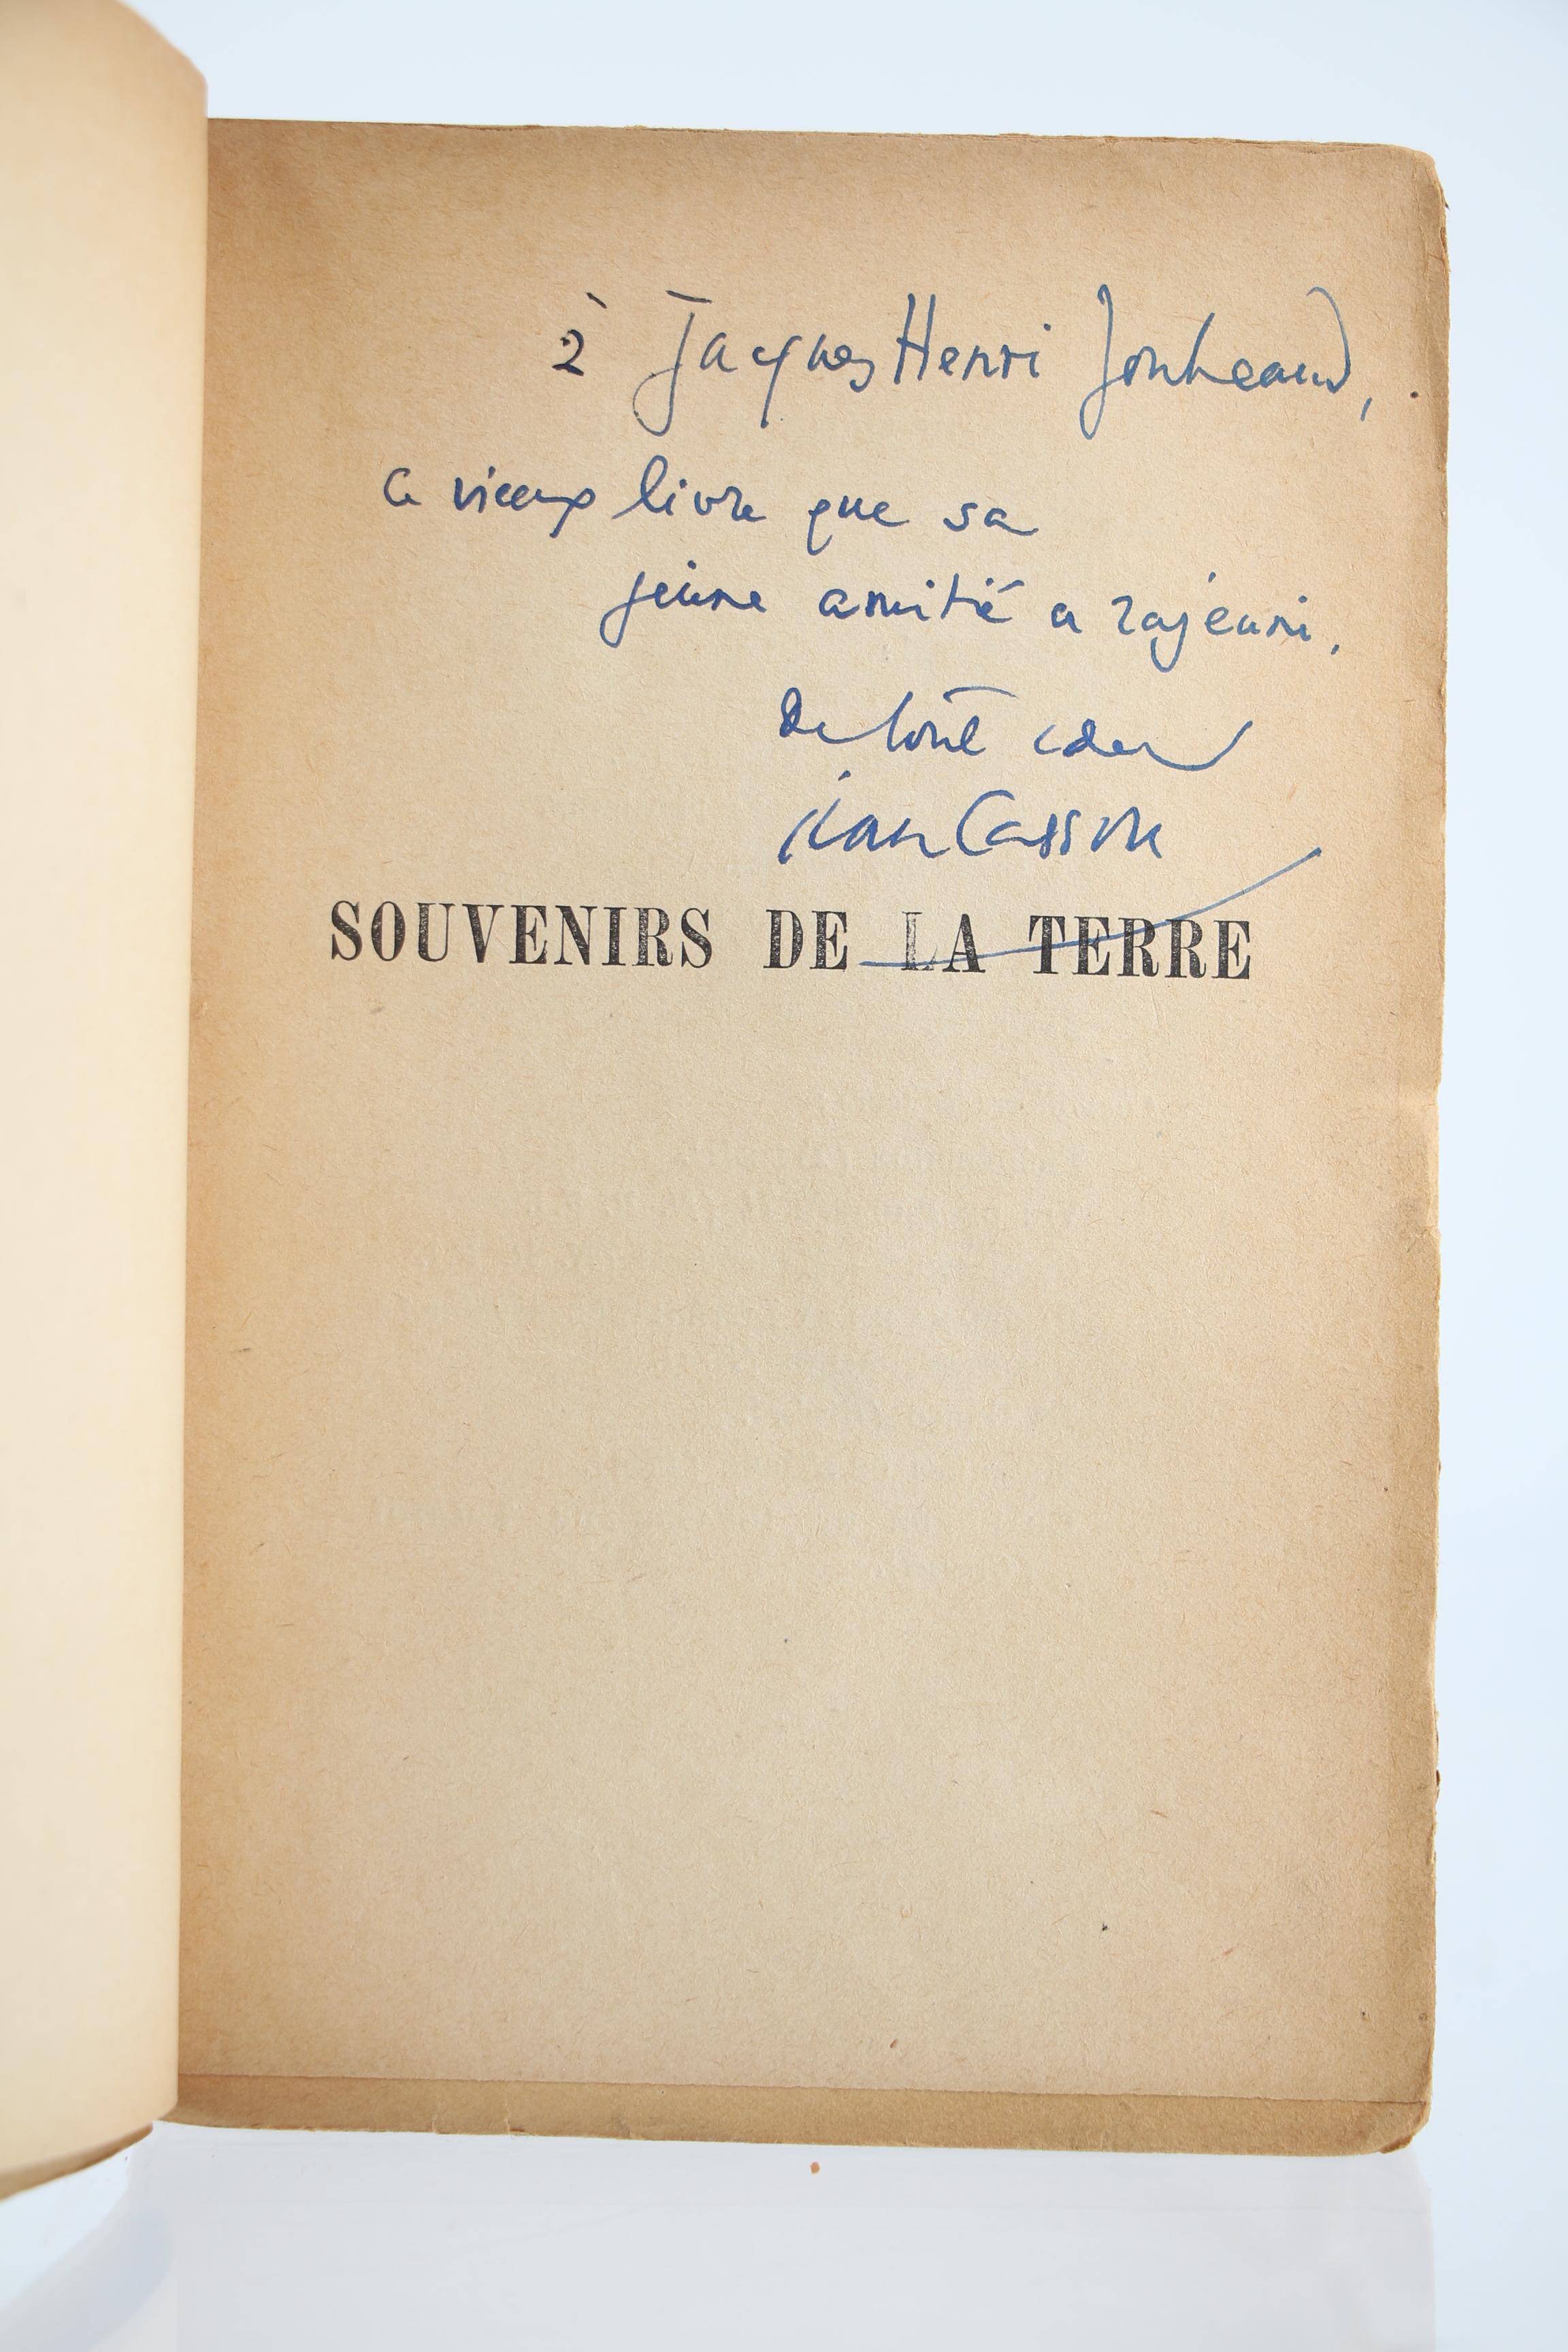 à Jacques Henri Jouheaud,
ce vieux livre que sa
jeune amitié a rajeuni,
De tout cœur
Jean Cassou
SOUVENIRS DE LA TERRE